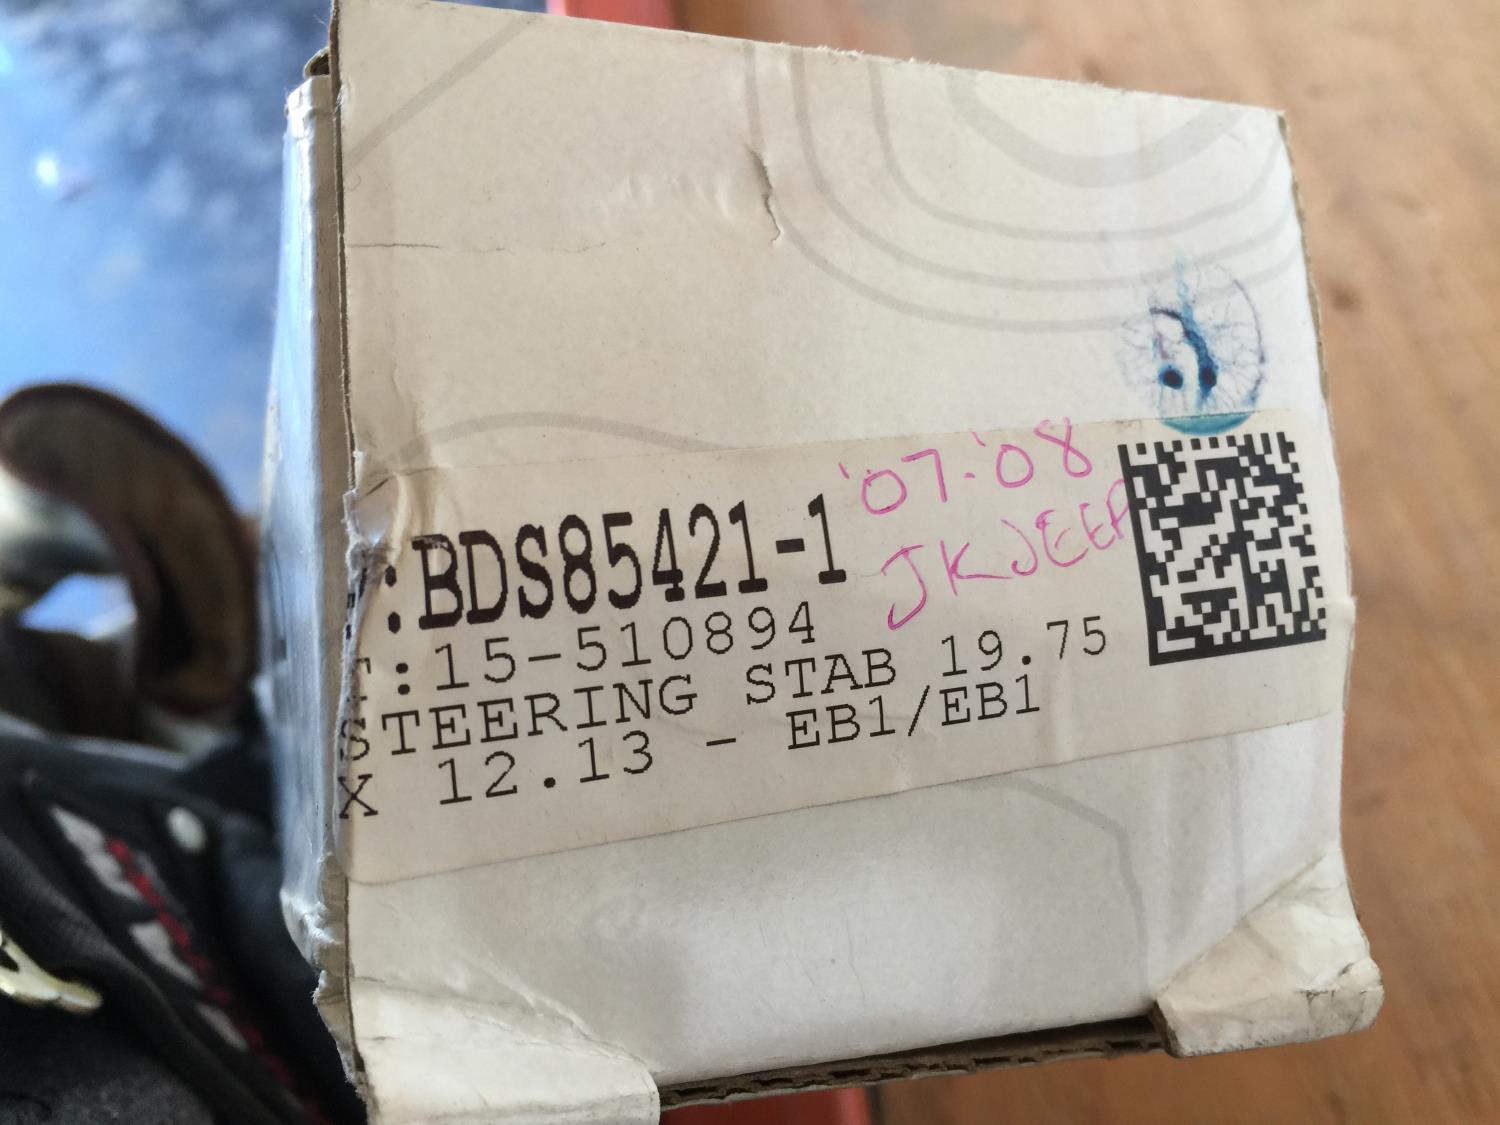 :BDS85421-1
'07-'08
JK JEEP
:15-510894
STEERING STAB 19.75
X 12.13 - EB1/EB1